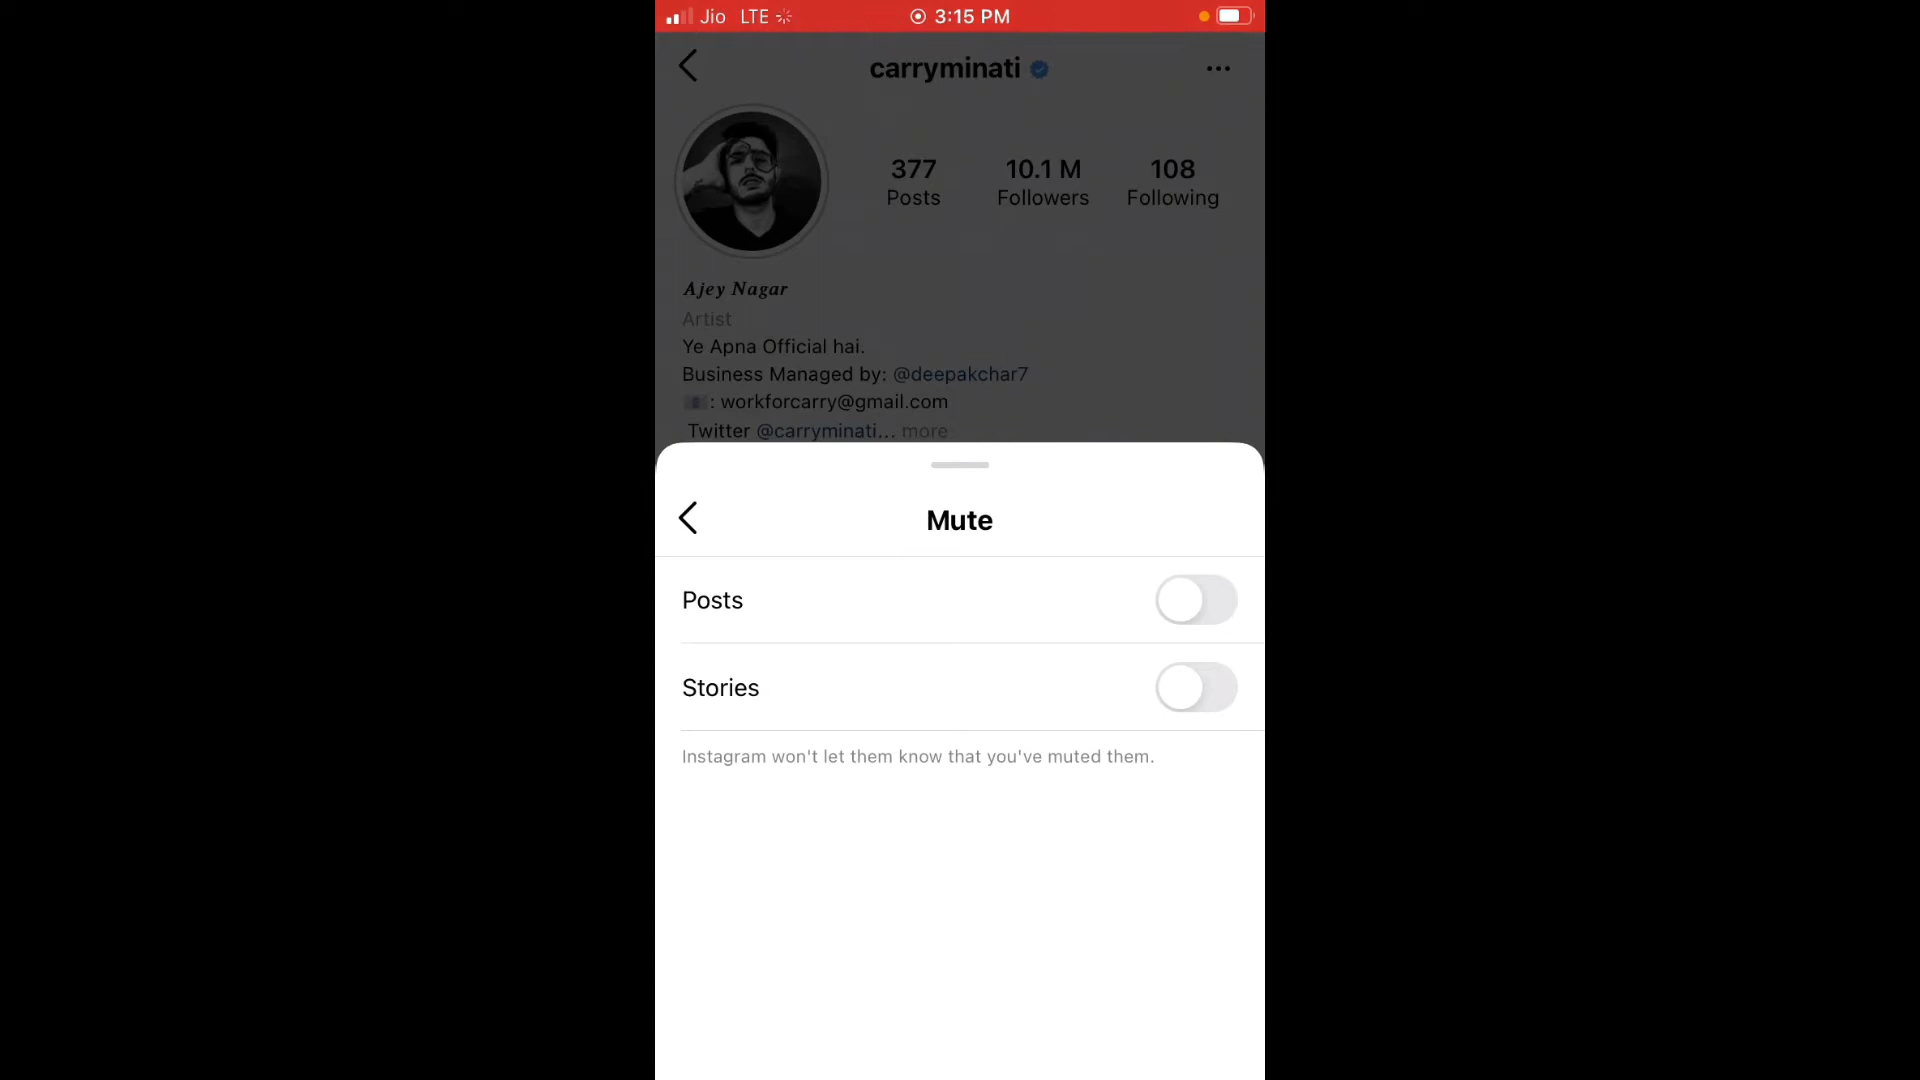 Jio LTE 3:15 PM
carryminati
377 10.1 M 108
Posts Followers Following
Ajey Nagar
Artist
Ye Apna Official hai.
Business Managed by: @deepakchar7
: workforcarry@gmail.com
Twitter @carryminati... more
Mute
Posts
Stories
Instagram won't let them know that you've muted them.